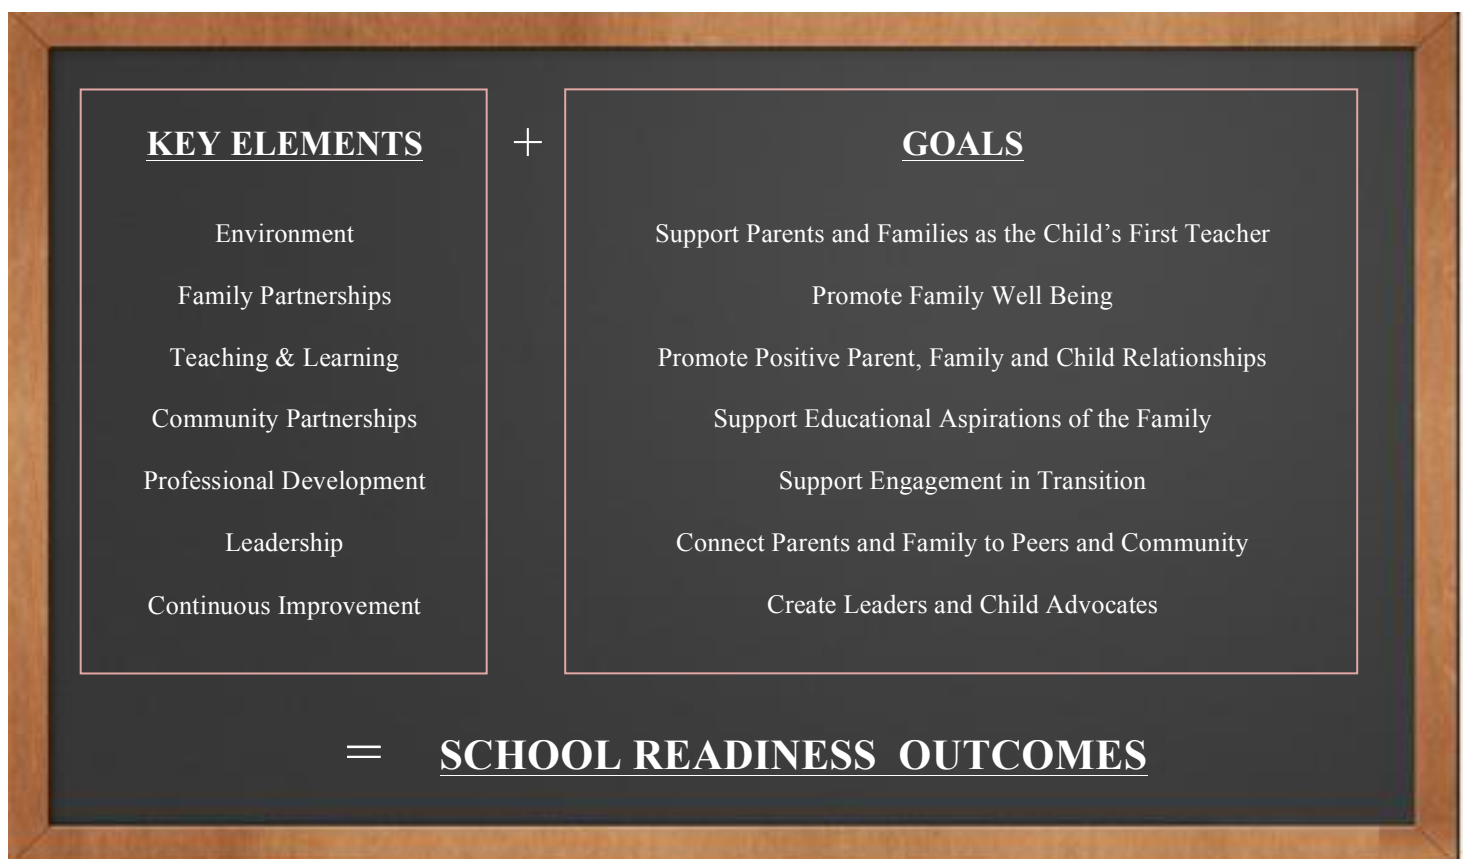 KEY ELEMENTS
Environment
Family Partnerships
Teaching & Learning
Community Partnerships
Professional Development
Leadership
Continuous Improvement
+
GOALS
Support Parents and Families as the Child’s First Teacher
Promote Family Well Being
Promote Positive Parent, Family and Child Relationships
Support Educational Aspirations of the Family
Support Engagement in Transition
Connect Parents and Family to Peers and Community
Create Leaders and Child Advocates
= SCHOOL READINESS  OUTCOMES